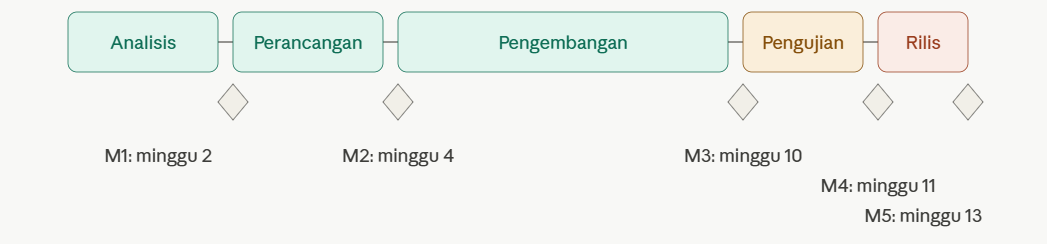 Analisis
Perancangan
Pengembangan
Pengujian
Rilis
M1: minggu 2
M2: minggu 4
M3: minggu 10
M4: minggu 11
M5: minggu 13